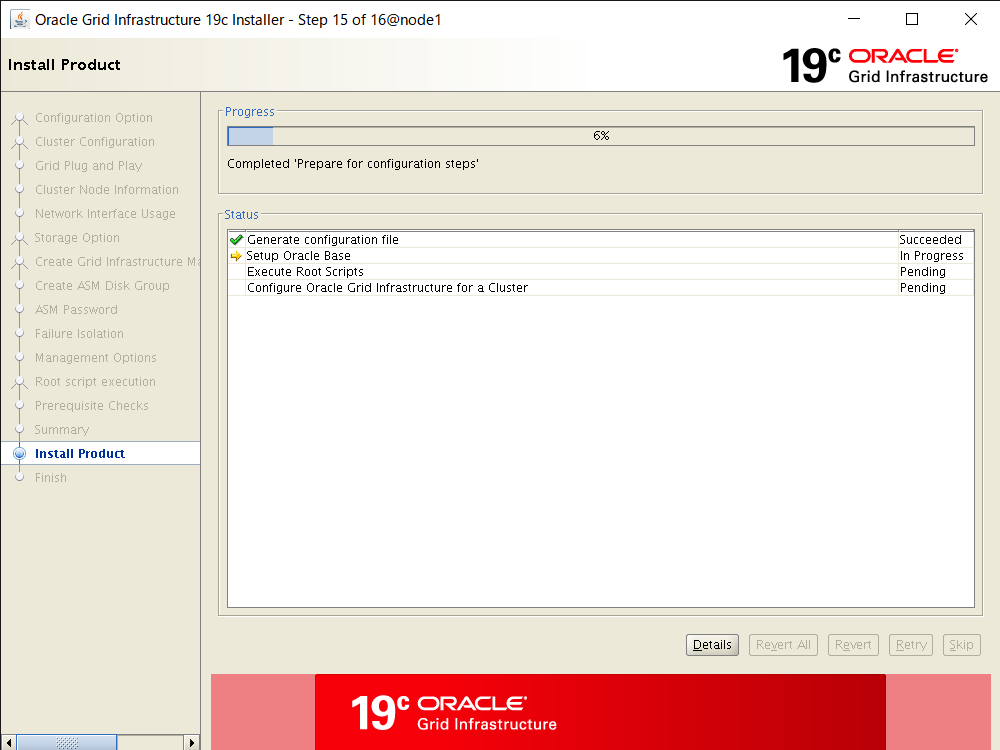 Oracle Grid Infrastructure 19c Installer - Step 15 of 16@node1
Install Product
19c ORACLE
Grid Infrastructure
Configuration Option
Cluster Configuration
Grid Plug and Play
Cluster Node Information
Network Interface Usage
Storage Option
Create Grid Infrastructure Ma
Create ASM Disk Group
ASM Password
Failure Isolation
Management Options
Root script execution
Prerequisite Checks
Summary
Install Product
Finish
Progress
6%
Completed 'Prepare for configuration steps'
Status
Generate configuration file Succeeded
Setup Oracle Base In Progress
Execute Root Scripts Pending
Configure Oracle Grid Infrastructure for a Cluster Pending
Details Revert All Revert Retry Skip
19c ORACLE
Grid Infrastructure